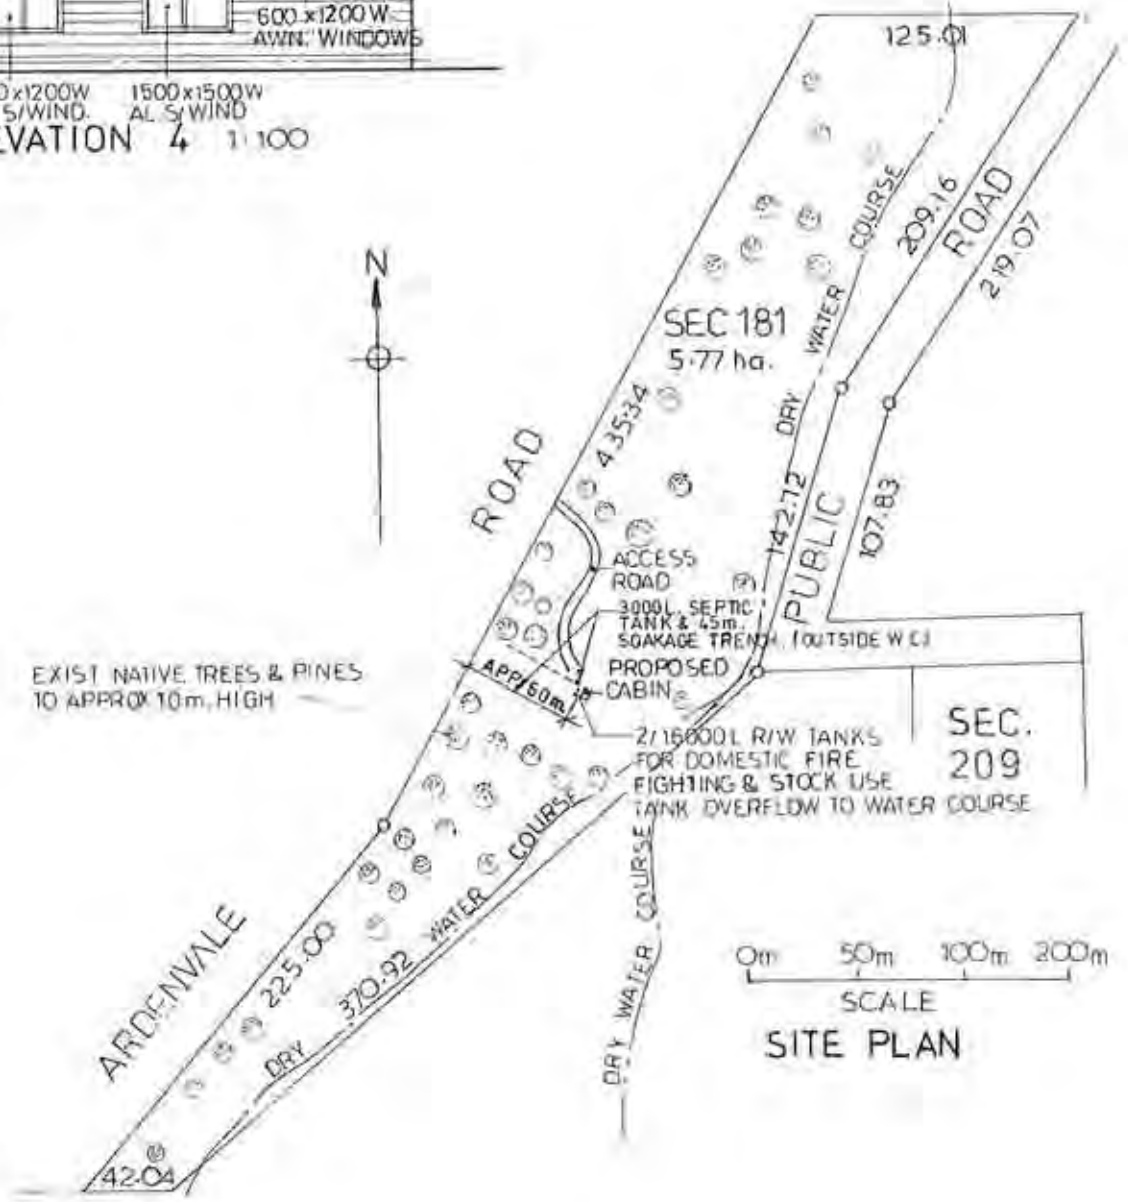 600 x 1200 W
AWN. WINDOWS
x1200W
S/WIND.
1500 x 1500 W
AL S/WIND
VATION 4 1:100
N
125.01
209.16
ROAD
219.07
DRY WATER COURSE
SEC 181
5.77 ha.
435.34
ROAD
142.72
PUBLIC
107.83
ACCESS
ROAD
3000L. SEPTIC
TANK & 45m.
SOAKAGE TRENCH. (OUTSIDE W.C.)
EXIST NATIVE TREES & PINES
TO APPROX 10m. HIGH
APP. 50m.
PROPOSED
CABIN
2/16000L R/W TANKS
FOR DOMESTIC FIRE
FIGHTING & STOCK USE
TANK OVERFLOW TO WATER COURSE
SEC.
209
ARDENVALE
225.00
370.92
DRY WATER COURSE
DRY WATER COURSE
42.04
0m 50m 100m 200m
SCALE
SITE PLAN